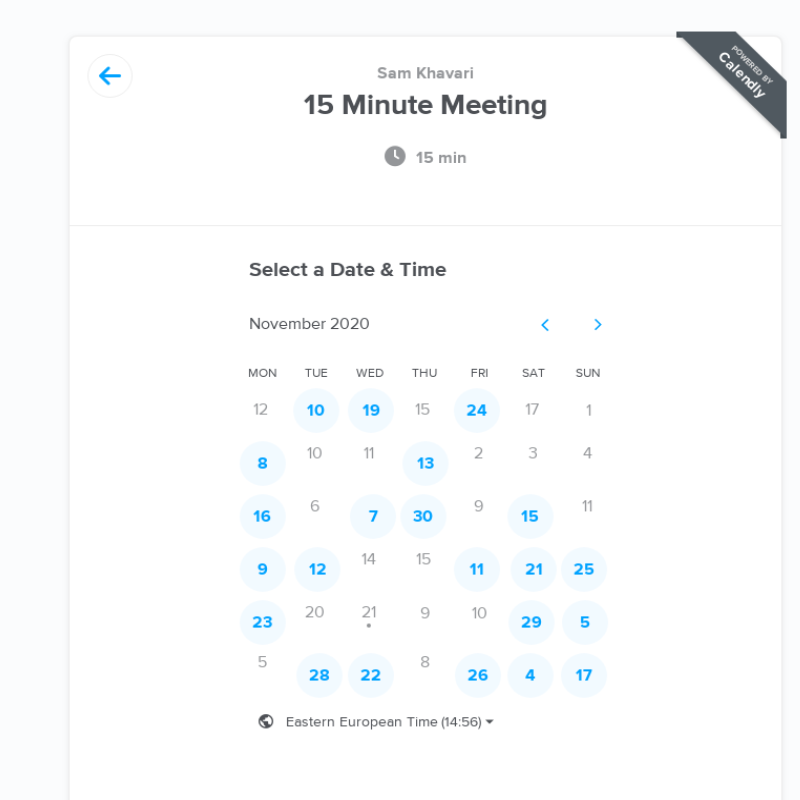 POWERED BY
Calendly
Sam Khavari
15 Minute Meeting
15 min
Select a Date & Time
November 2020
MON TUE WED THU FRI SAT SUN
12 10 19 15 24 17 1
8 10 11 13 2 3 4
16 6 7 30 9 15 11
9 12 14 15 11 21 25
23 20 21 9 10 29 5
5 28 22 8 26 4 17
Eastern European Time (14:56)